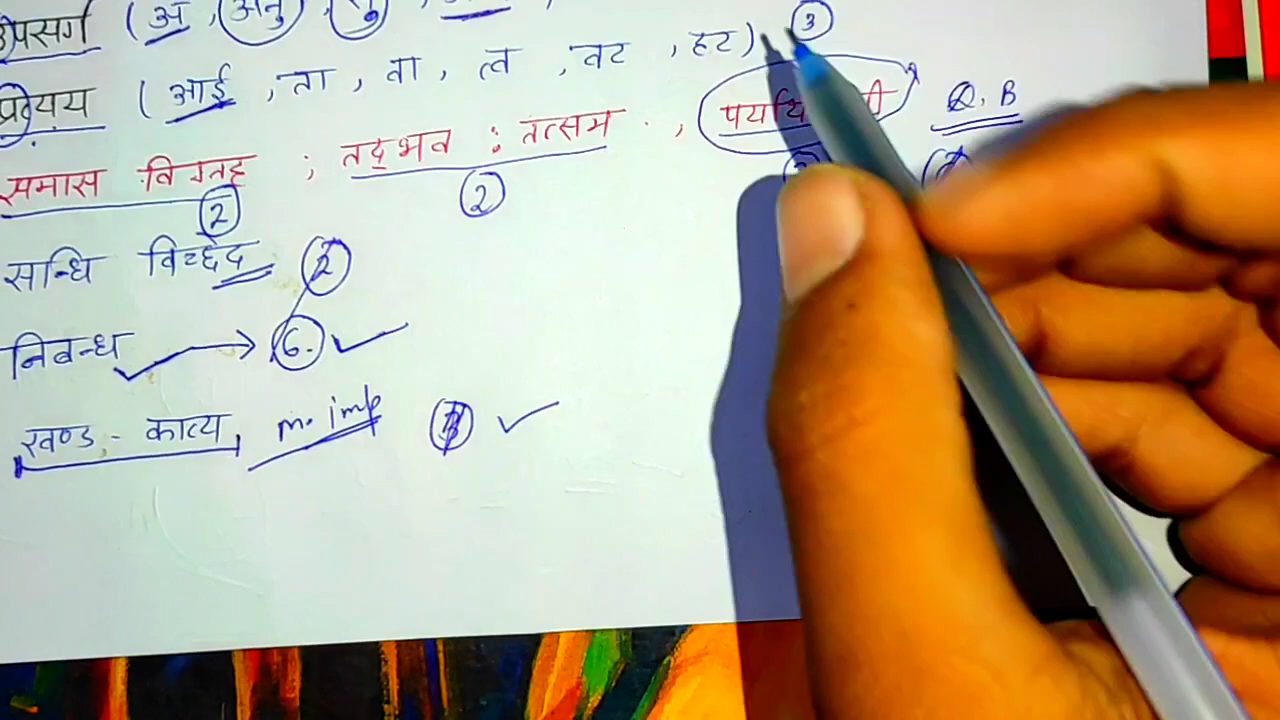 उपसर्ग (अ, अनु,
प्रत्यय (आई, ता, ना, त्व, वट, हट) 3
समास विग्रह ; तद्भव : तत्सम , Q.B
2 2
सन्धि विच्छेद 2
निबन्ध → 6.
खण्ड - काव्य, m. imp